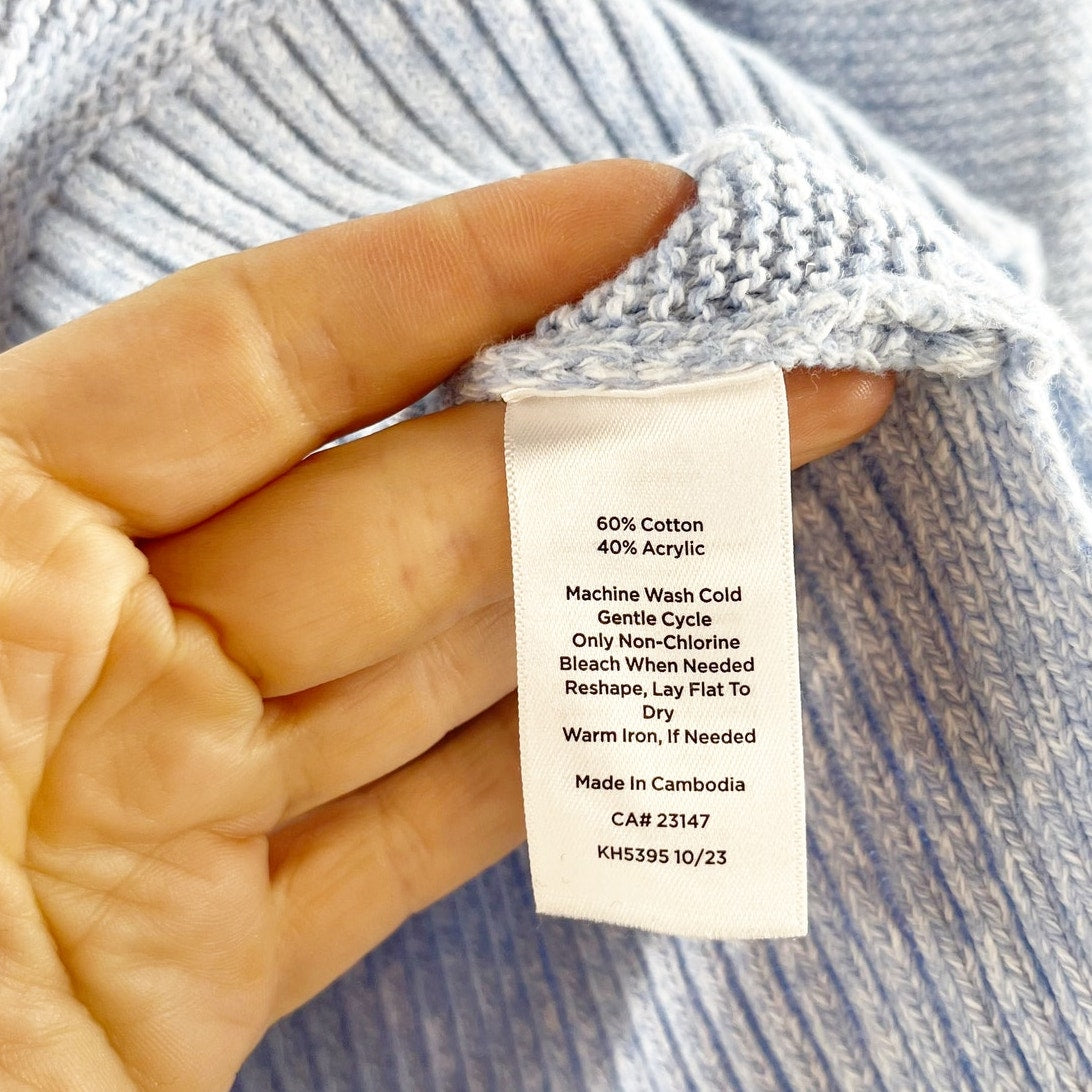 60% Cotton
40% Acrylic
Machine Wash Cold
Gentle Cycle
Only Non-Chlorine
Bleach When Needed
Reshape, Lay Flat To
Dry
Warm Iron, If Needed
Made In Cambodia
CA# 23147
KH5395 10/23